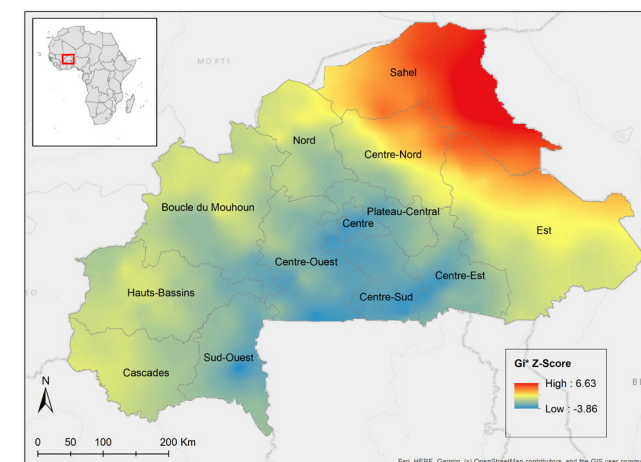 MOPTI
Sahel
Nord
Centre-Nord
Boucle du Mouhoun
Plateau-Central
Centre
Est
Centre-Ouest
Centre-Est
Hauts-Bassins
Centre-Sud
Sud-Ouest
Cascades
N
0 50 100 200 Km
Gi* Z-Score
High : 6.63
Low : -3.86
Esri, HERE, Garmin, (c) OpenStreetMap contributors, and the GIS user